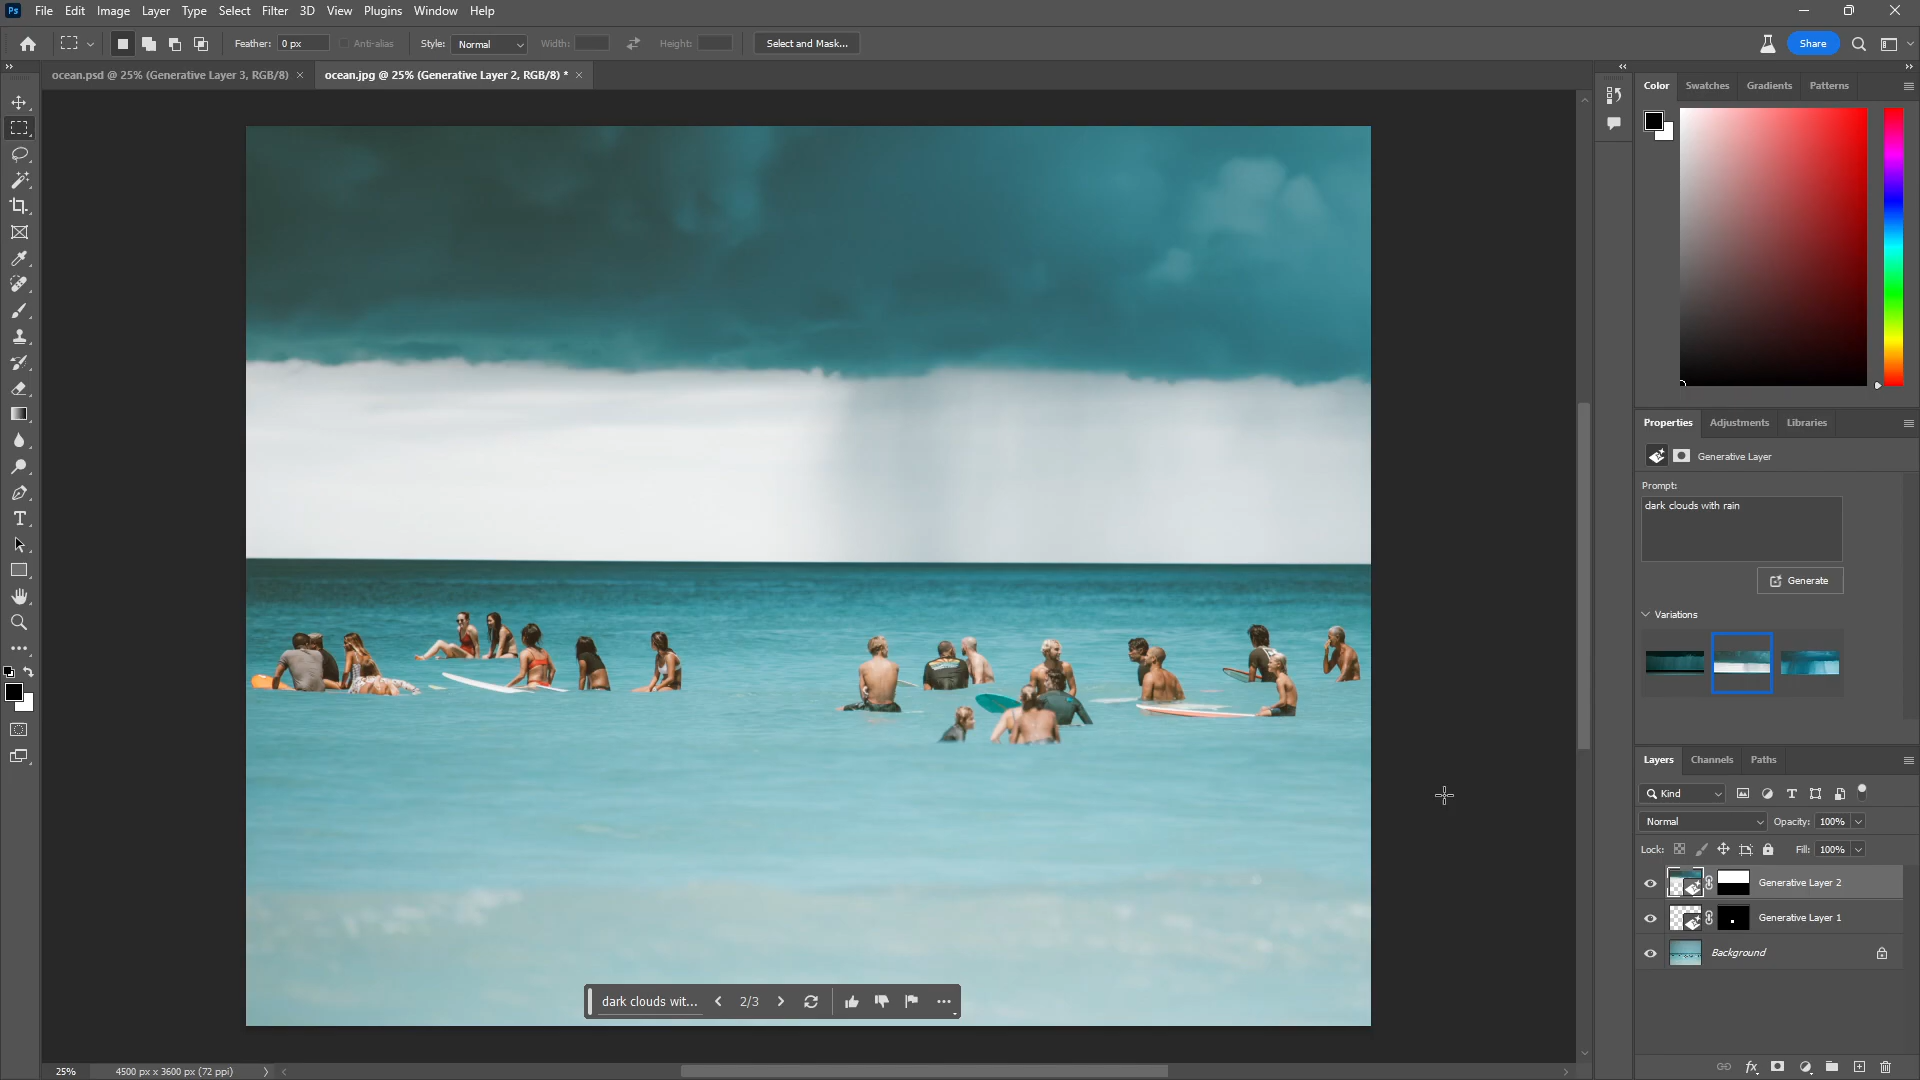 Ps File Edit Image Layer Type Select Filter 3D View Plugins Window Help
Feather: 0 px Anti-alias Style: Normal Width: Height: Select and Mask... Share
ocean.psd @ 25% (Generative Layer 3, RGB/8) × ocean.jpg @ 25% (Generative Layer 2, RGB/8) * ×
Color Swatches Gradients Patterns
Properties Adjustments Libraries
Generative Layer
Prompt:
dark clouds with rain
Generate
Variations
Layers Channels Paths
Kind
Normal Opacity: 100%
Lock: Fill: 100%
Generative Layer 2
Generative Layer 1
Background
dark clouds wit... 2/3
25% 4500 px x 3600 px (72 ppi)